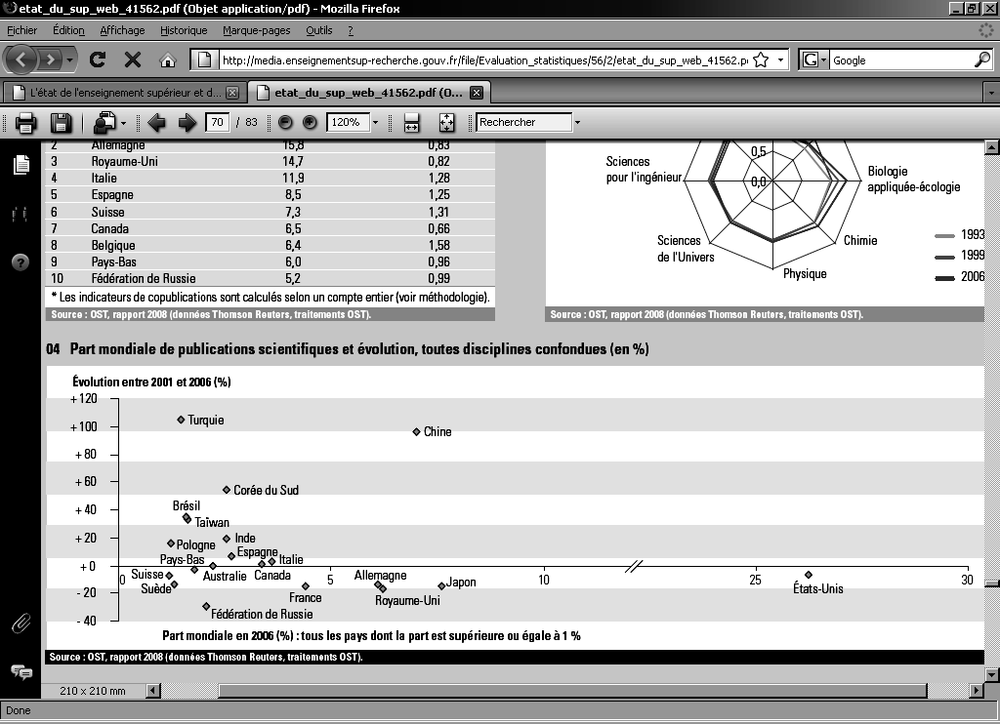 etat_du_sup_web_41562.pdf (Objet application/pdf) - Mozilla Firefox
Fichier Édition Affichage Historique Marque-pages Outils ?
http://media.enseignementsup-recherche.gouv.fr/file/Evaluation_statistiques/56/2/etat_du_sup_web_41562.p
G Google
L'état de l'enseignement supérieur et d...
etat_du_sup_web_41562.pdf (O...
70 / 83 120% Rechercher
2 Allemagne 15,8 0,83
3 Royaume-Uni 14,7 0,82
4 Italie 11,9 1,28
5 Espagne 8,5 1,25
6 Suisse 7,3 1,31
7 Canada 6,5 0,66
8 Belgique 6,4 1,58
9 Pays-Bas 6,0 0,96
10 Fédération de Russie 5,2 0,99
* Les indicateurs de copublications sont calculés selon un compte entier (voir méthodologie).
Source : OST, rapport 2008 (données Thomson Reuters, traitements OST).
0,5
0,0
Sciences
pour l'ingénieur
Biologie
appliquée-écologie
Sciences
de l'Univers
Chimie
Physique
1993
1999
2006
Source : OST, rapport 2008 (données Thomson Reuters, traitements OST).
04 Part mondiale de publications scientifiques et évolution, toutes disciplines confondues (en %)
Évolution entre 2001 et 2006 (%)
+ 120
+ 100
+ 80
+ 60
+ 40
+ 20
+ 0
- 20
- 40
Turquie
Chine
Corée du Sud
Brésil
Taïwan
Inde
Pologne
Espagne
Pays-Bas
Italie
Suisse
Australie
Canada
Allemagne
Japon
Suède
France
Royaume-Uni
États-Unis
Fédération de Russie
0 5 10 25 30
Part mondiale en 2006 (%) : tous les pays dont la part est supérieure ou égale à 1 %
Source : OST, rapport 2008 (données Thomson Reuters, traitements OST).
210 x 210 mm
Done